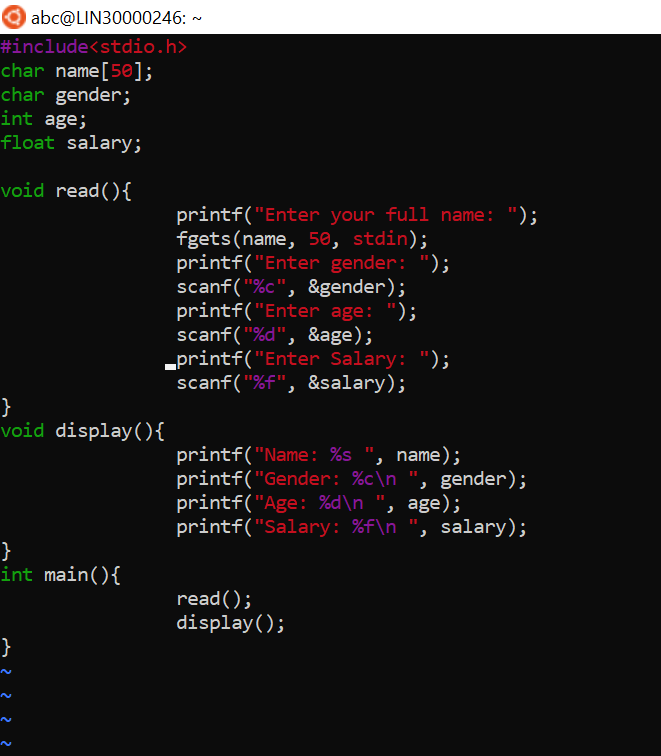 abc@LIN30000246: ~
#include<stdio.h>
char name[50];
char gender;
int age;
float salary;

void read(){
                printf("Enter your full name: ");
                fgets(name, 50, stdin);
                printf("Enter gender: ");
                scanf("%c", &gender);
                printf("Enter age: ");
                scanf("%d", &age);
                printf("Enter Salary: ");
                scanf("%f", &salary);
}
void display(){
                printf("Name: %s ", name);
                printf("Gender: %c\n ", gender);
                printf("Age: %d\n ", age);
                printf("Salary: %f\n ", salary);
}
int main(){
                read();
                display();
}
~
~
~
~